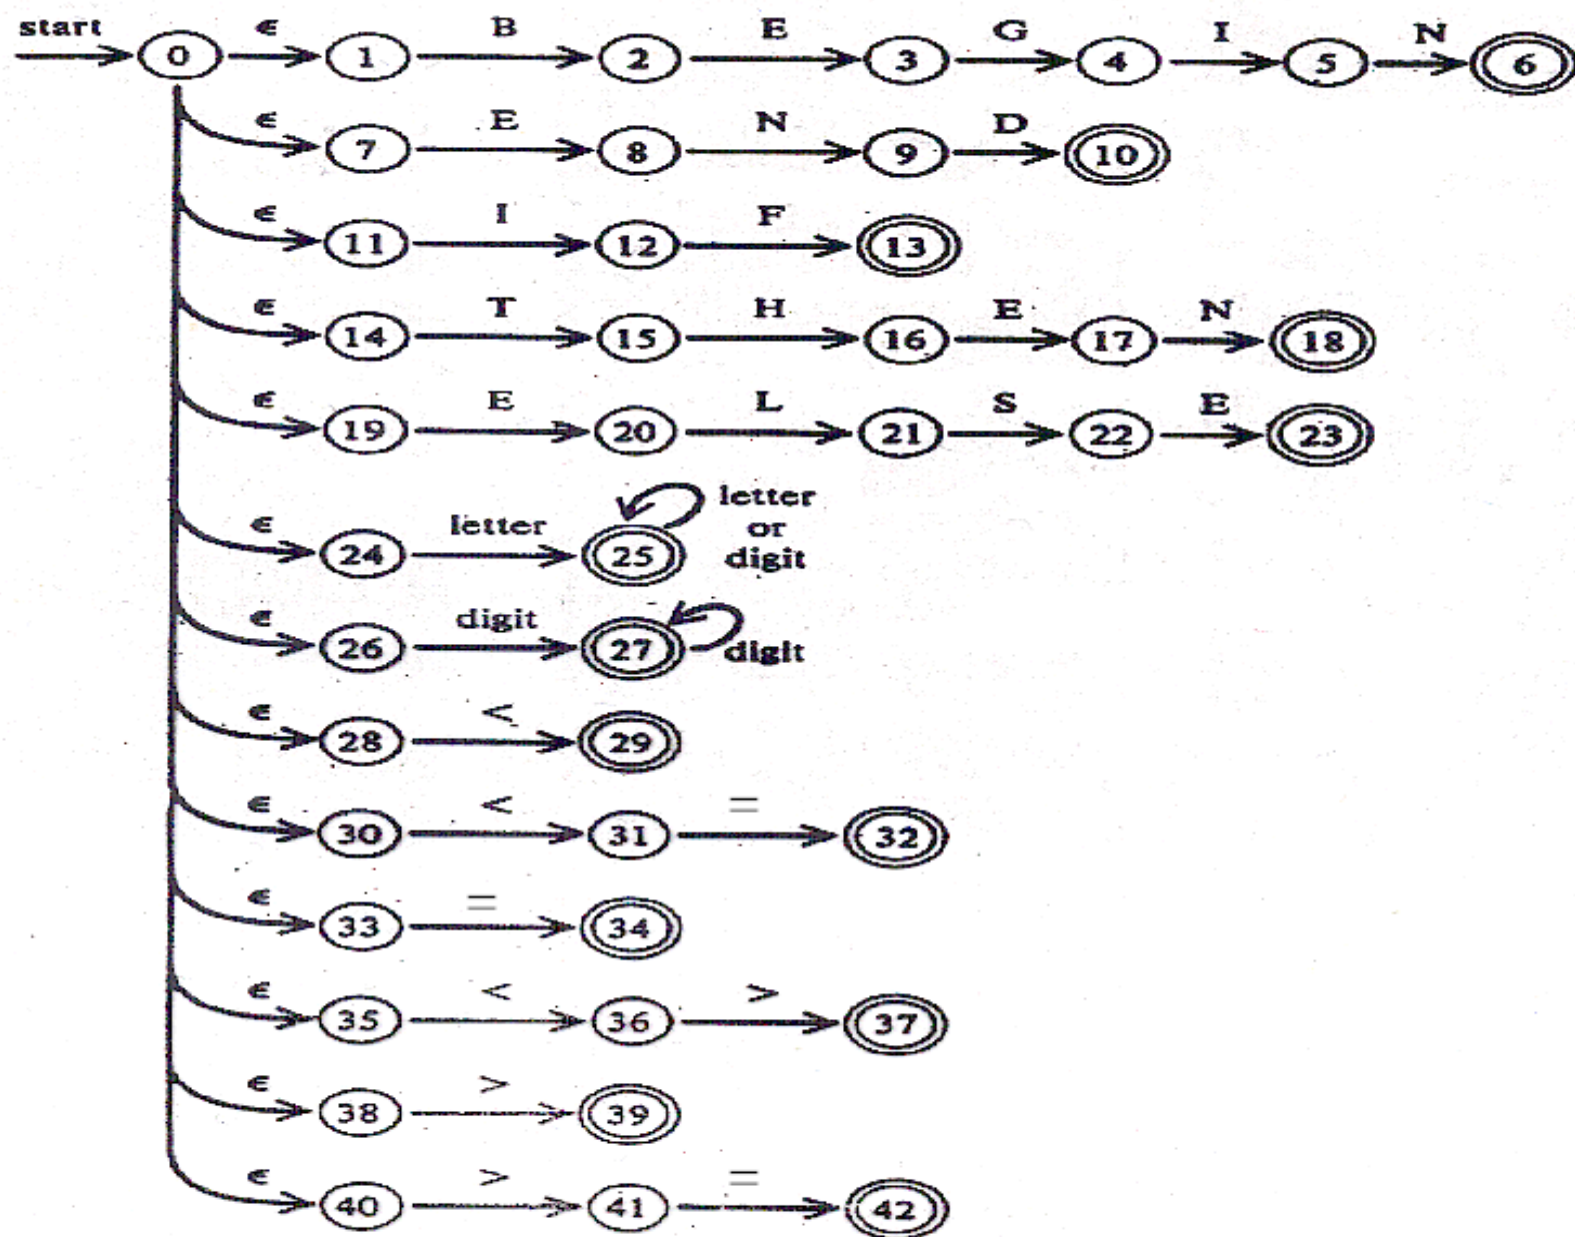 start ϵ B E G I N
0 1 2 3 4 5 6
ϵ E N D
7 8 9 10
ϵ I F
11 12 13
ϵ T H E N
14 15 16 17 18
ϵ E L S E
19 20 21 22 23
ϵ letter letter
or
24 25 digit
ϵ digit
26 27 digit
ϵ <
28 29
ϵ < =
30 31 32
ϵ =
33 34
ϵ < >
35 36 37
ϵ >
38 39
ϵ > =
40 41 42